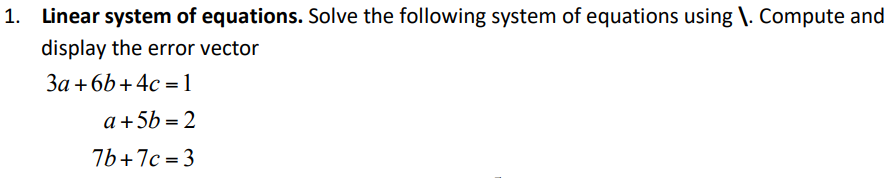 1. Linear system of equations. Solve the following system of equations using \. Compute and
display the error vector
3a + 6b + 4c = 1
a + 5b = 2
7b + 7c = 3